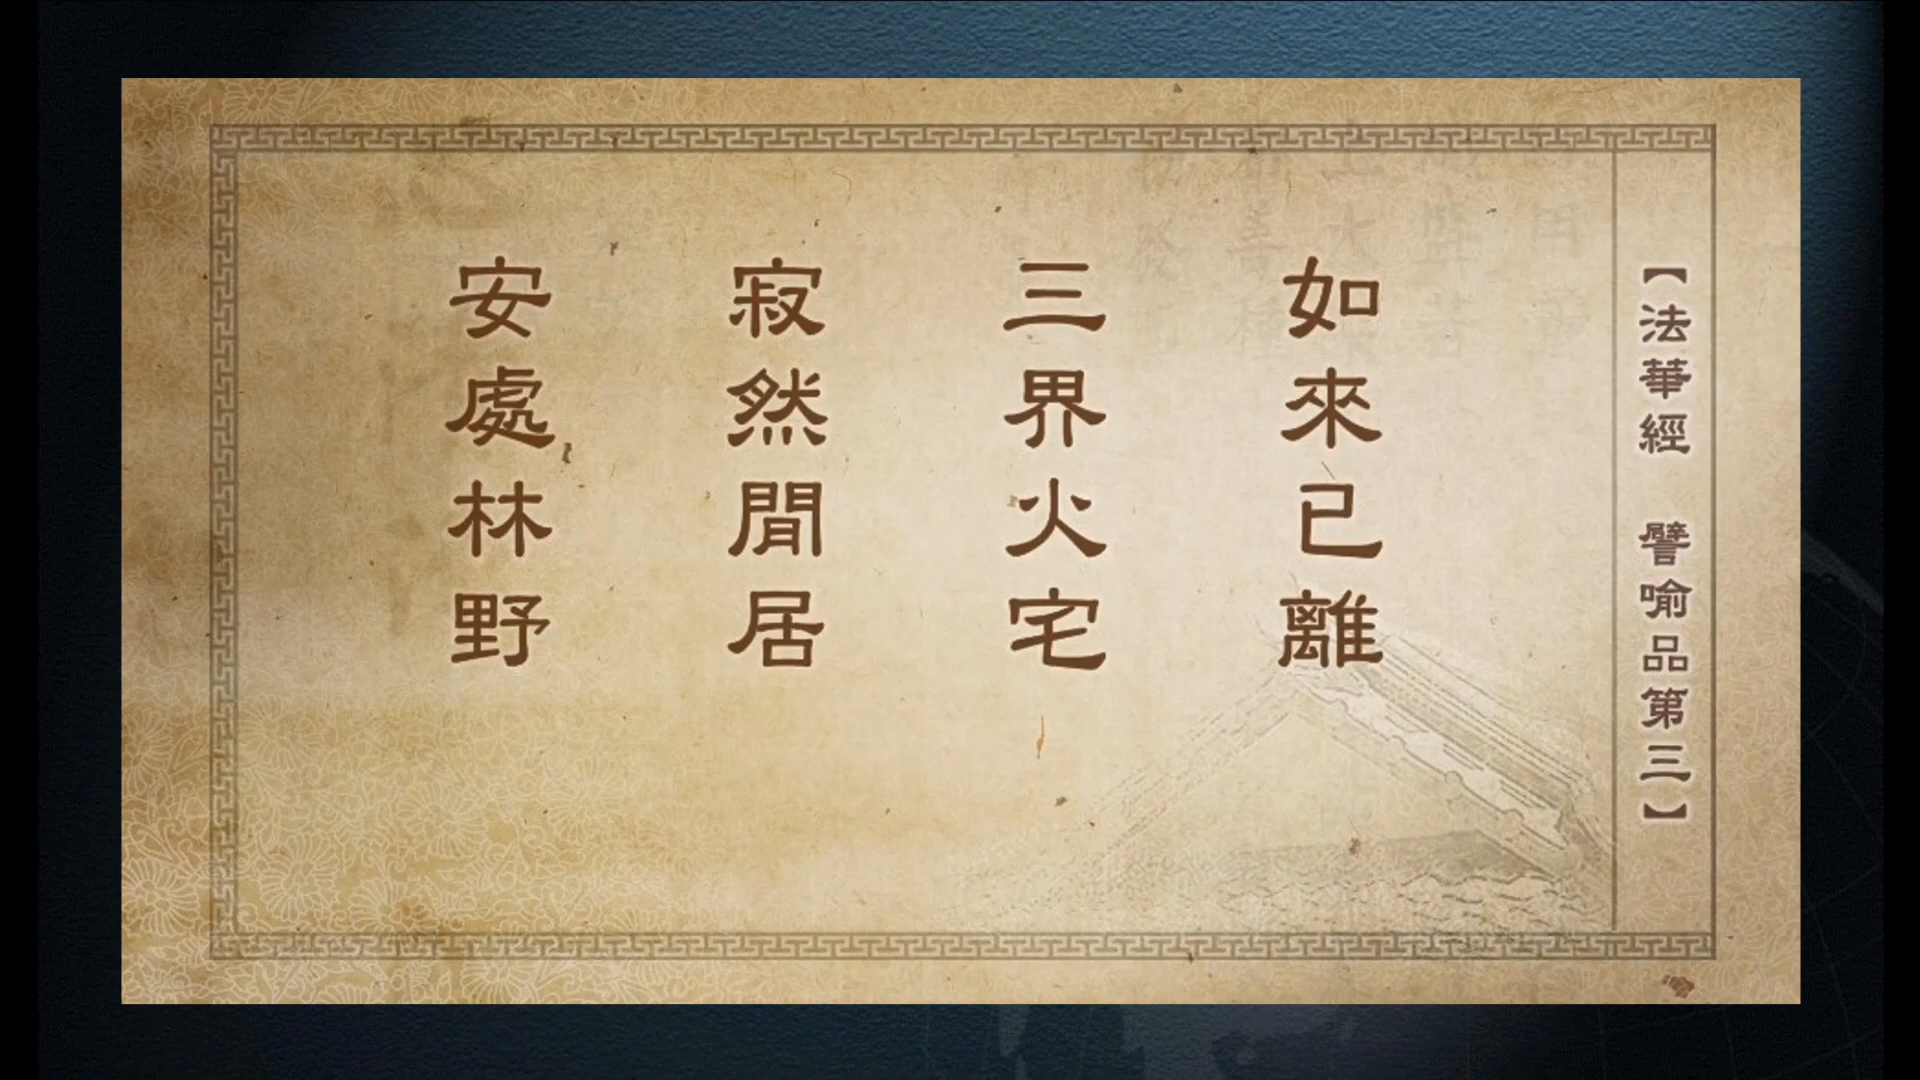 【法華經 譬喻品第三】
如來已離
三界火宅
寂然閒居
安處林野